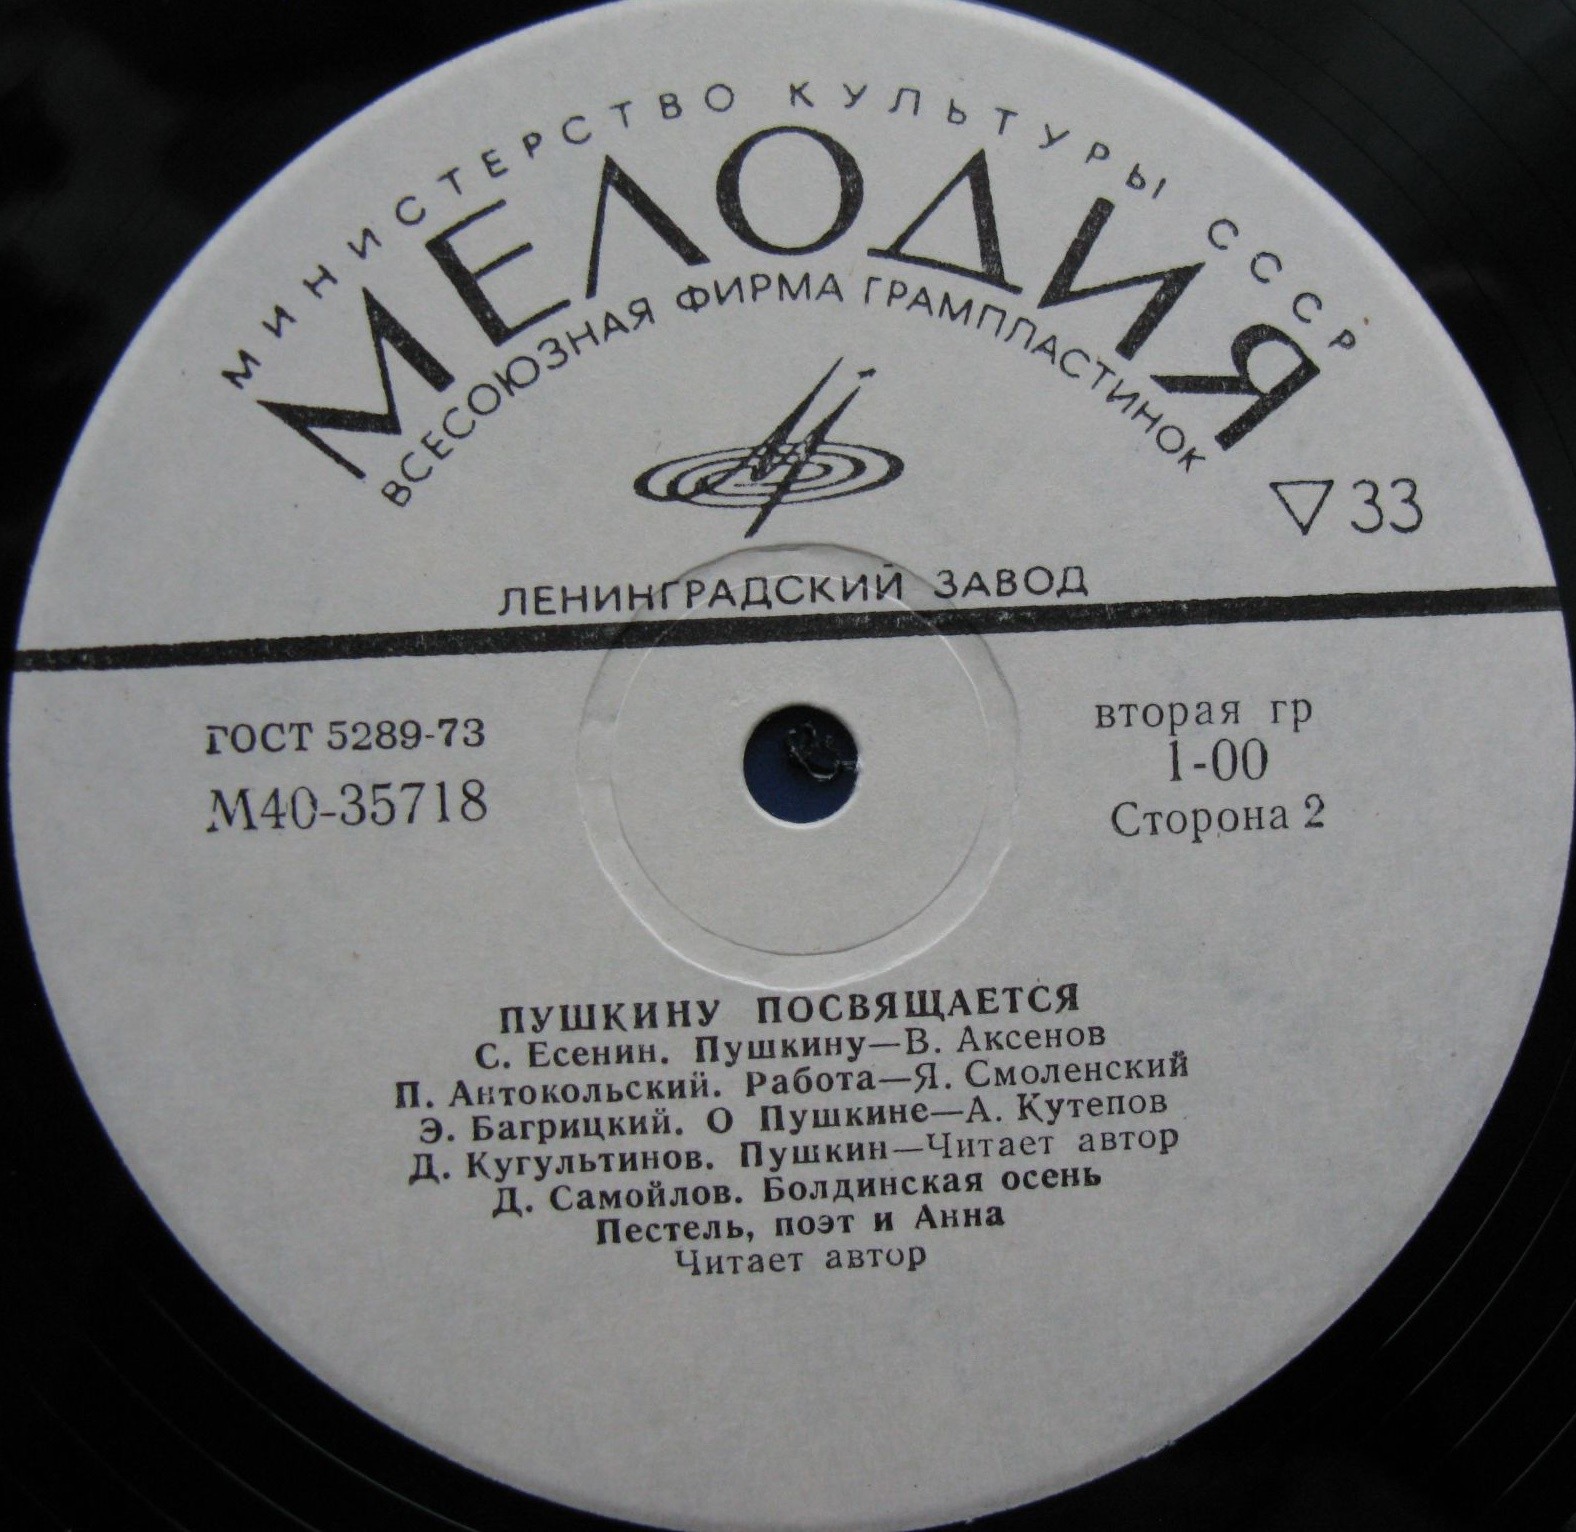 МИНИСТЕРСТВО КУЛЬТУРЫ СССР
МЕЛОДИЯ
ВСЕСОЮЗНАЯ ФИРМА ГРАМПЛАСТИНОК
▽ 33
ЛЕНИНГРАДСКИЙ ЗАВОД
ГОСТ 5289-73
М40-35718
вторая гр
1-00
Сторона 2
ПУШКИНУ ПОСВЯЩАЕТСЯ
С. Есенин. Пушкину—В. Аксенов
П. Антокольский. Работа—Я. Смоленский
Э. Багрицкий. О Пушкине—А. Кутепов
Д. Кугультинов. Пушкин—Читает автор
Д. Самойлов. Болдинская осень
Пестель, поэт и Анна
Читает автор